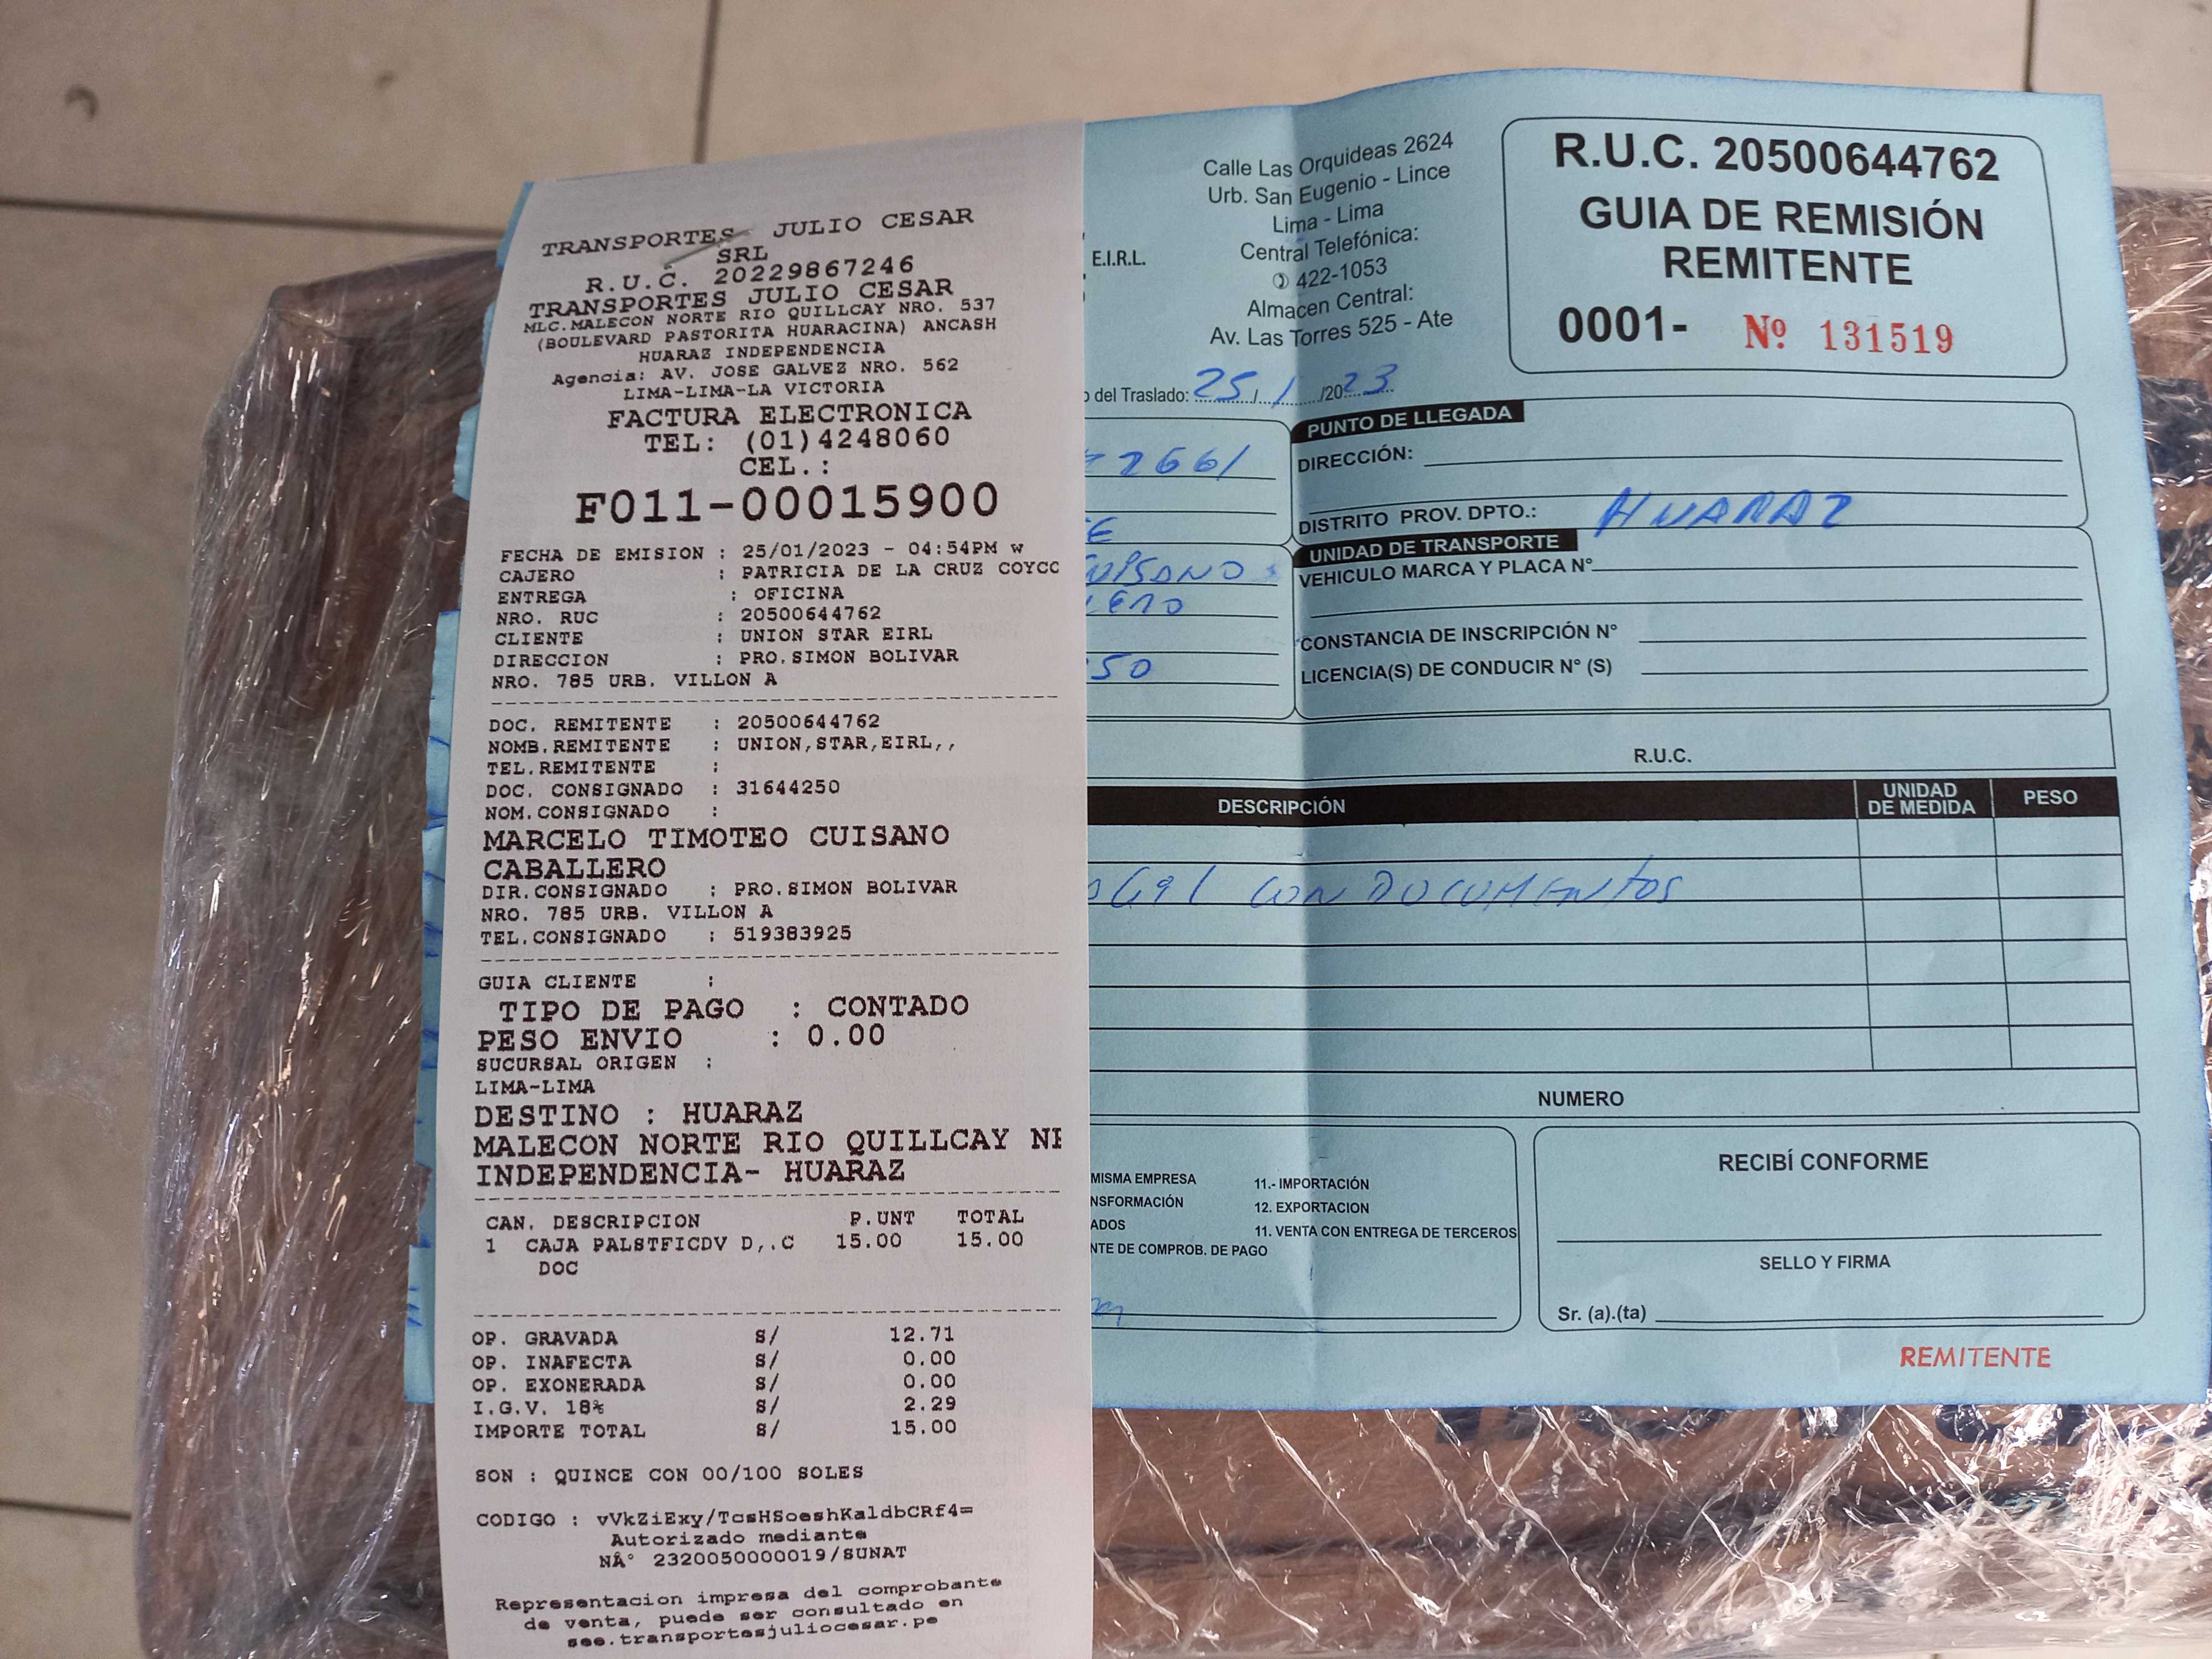 TRANSPORTES JULIO CESAR
SRL
R.U.C. 20229867246
TRANSPORTES JULIO CESAR
MLC.MALECON NORTE RIO QUILLCAY NRO. 537
(BOULEVARD PASTORITA HUARACINA) ANCASH
HUARAZ INDEPENDENCIA
Agencia: AV. JOSE GALVEZ NRO. 562
LIMA-LIMA-LA VICTORIA
FACTURA ELECTRONICA
TEL: (01)4248060
CEL.:
F011-00015900
FECHA DE EMISION : 25/01/2023 - 04:54PM w
CAJERO : PATRICIA DE LA CRUZ COYCC
ENTREGA : OFICINA
NRO. RUC : 20500644762
CLIENTE : UNION STAR EIRL
DIRECCION : PRO.SIMON BOLIVAR
NRO. 785 URB. VILLON A
DOC. REMITENTE : 20500644762
NOMB.REMITENTE : UNION,STAR,EIRL,,
TEL.REMITENTE :
DOC. CONSIGNADO : 31644250
NOM.CONSIGNADO :
MARCELO TIMOTEO CUISANO
CABALLERO
DIR.CONSIGNADO : PRO.SIMON BOLIVAR
NRO. 785 URB. VILLON A
TEL.CONSIGNADO : 519383925
GUIA CLIENTE :
TIPO DE PAGO : CONTADO
PESO ENVIO : 0.00
SUCURSAL ORIGEN :
LIMA-LIMA
DESTINO : HUARAZ
MALECON NORTE RIO QUILLCAY
INDEPENDENCIA- HUARAZ
CAN. DESCRIPCION P.UNT TOTAL
1 CAJA PALSTFICDV D,.C 15.00 15.00
DOC
OP. GRAVADA S/ 12.71
OP. INAFECTA S/ 0.00
OP. EXONERADA S/ 0.00
I.G.V. 18% S/ 2.29
IMPORTE TOTAL S/ 15.00
SON : QUINCE CON 00/100 SOLES
CODIGO : vVkZiExy/TcsHSoeshKaldbCRf4=
Autorizado mediante
NÂ° 2320050000019/SUNAT
Representacion impresa del comprobante
de venta, puede ser consultado en
see.transportesjuliocesar.pe
E.I.R.L.
Calle Las Orquideas 2624
Urb. San Eugenio - Lince
Lima - Lima
Central Telefónica:
422-1053
Almacen Central:
Av. Las Torres 525 - Ate
R.U.C. 20500644762
GUIA DE REMISIÓN
REMITENTE
0001- Nº 131519
del Traslado: 25/1/2023
2661
PUNTO DE LLEGADA
DIRECCIÓN:
DISTRITO PROV. DPTO.: HUARAZ
UNIDAD DE TRANSPORTE
VEHICULO MARCA Y PLACA N°
CONSTANCIA DE INSCRIPCIÓN N°
LICENCIA(S) DE CONDUCIR N° (S)
50
R.U.C.
DESCRIPCIÓN UNIDAD DE MEDIDA PESO
CON DOCUMENTOS
NUMERO
MISMA EMPRESA 11.- IMPORTACIÓN
NSFORMACIÓN 12. EXPORTACION
ADOS 11. VENTA CON ENTREGA DE TERCEROS
NTE DE COMPROB. DE PAGO
RECIBÍ CONFORME
SELLO Y FIRMA
Sr. (a).(ta)
REMITENTE